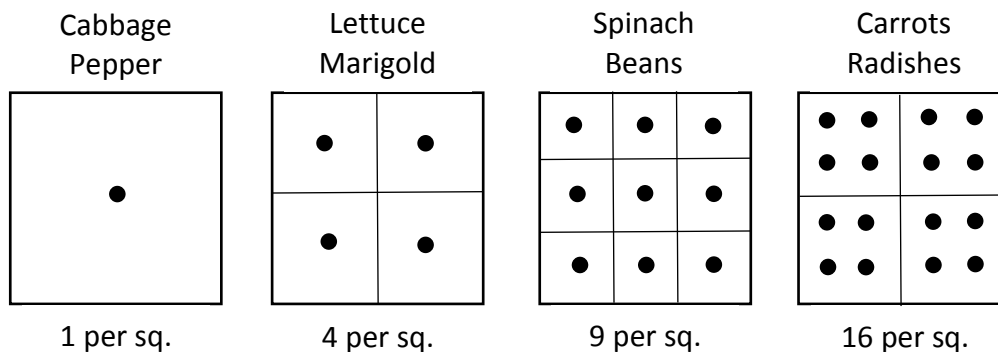 Cabbage
Pepper
Lettuce
Marigold
Spinach
Beans
Carrots
Radishes
1 per sq.
4 per sq.
9 per sq.
16 per sq.